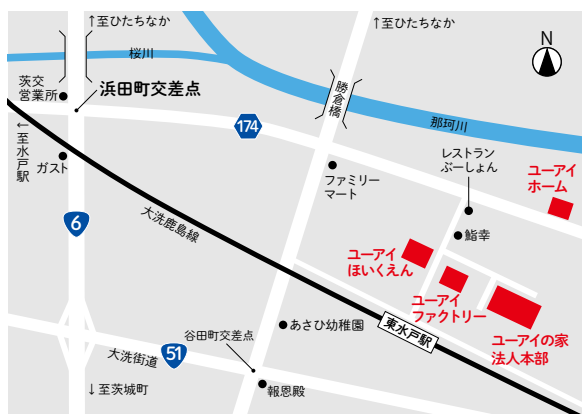 ↑至ひたちなか
↑至ひたちなか
N
桜川
茨交
営業所
浜田町交差点
勝倉橋
那珂川
174
←至水戸駅
ガスト
レストラン
ぶーしょん
ファミリー
マート
ユーアイ
ホーム
大洗鹿島線
6
鮨幸
ユーアイ
ほいくえん
ユーアイ
ファクトリー
ユーアイの家
法人本部
あさひ幼稚園
東水戸駅
谷田町交差点
大洗街道
51
↓至茨城町
報恩殿